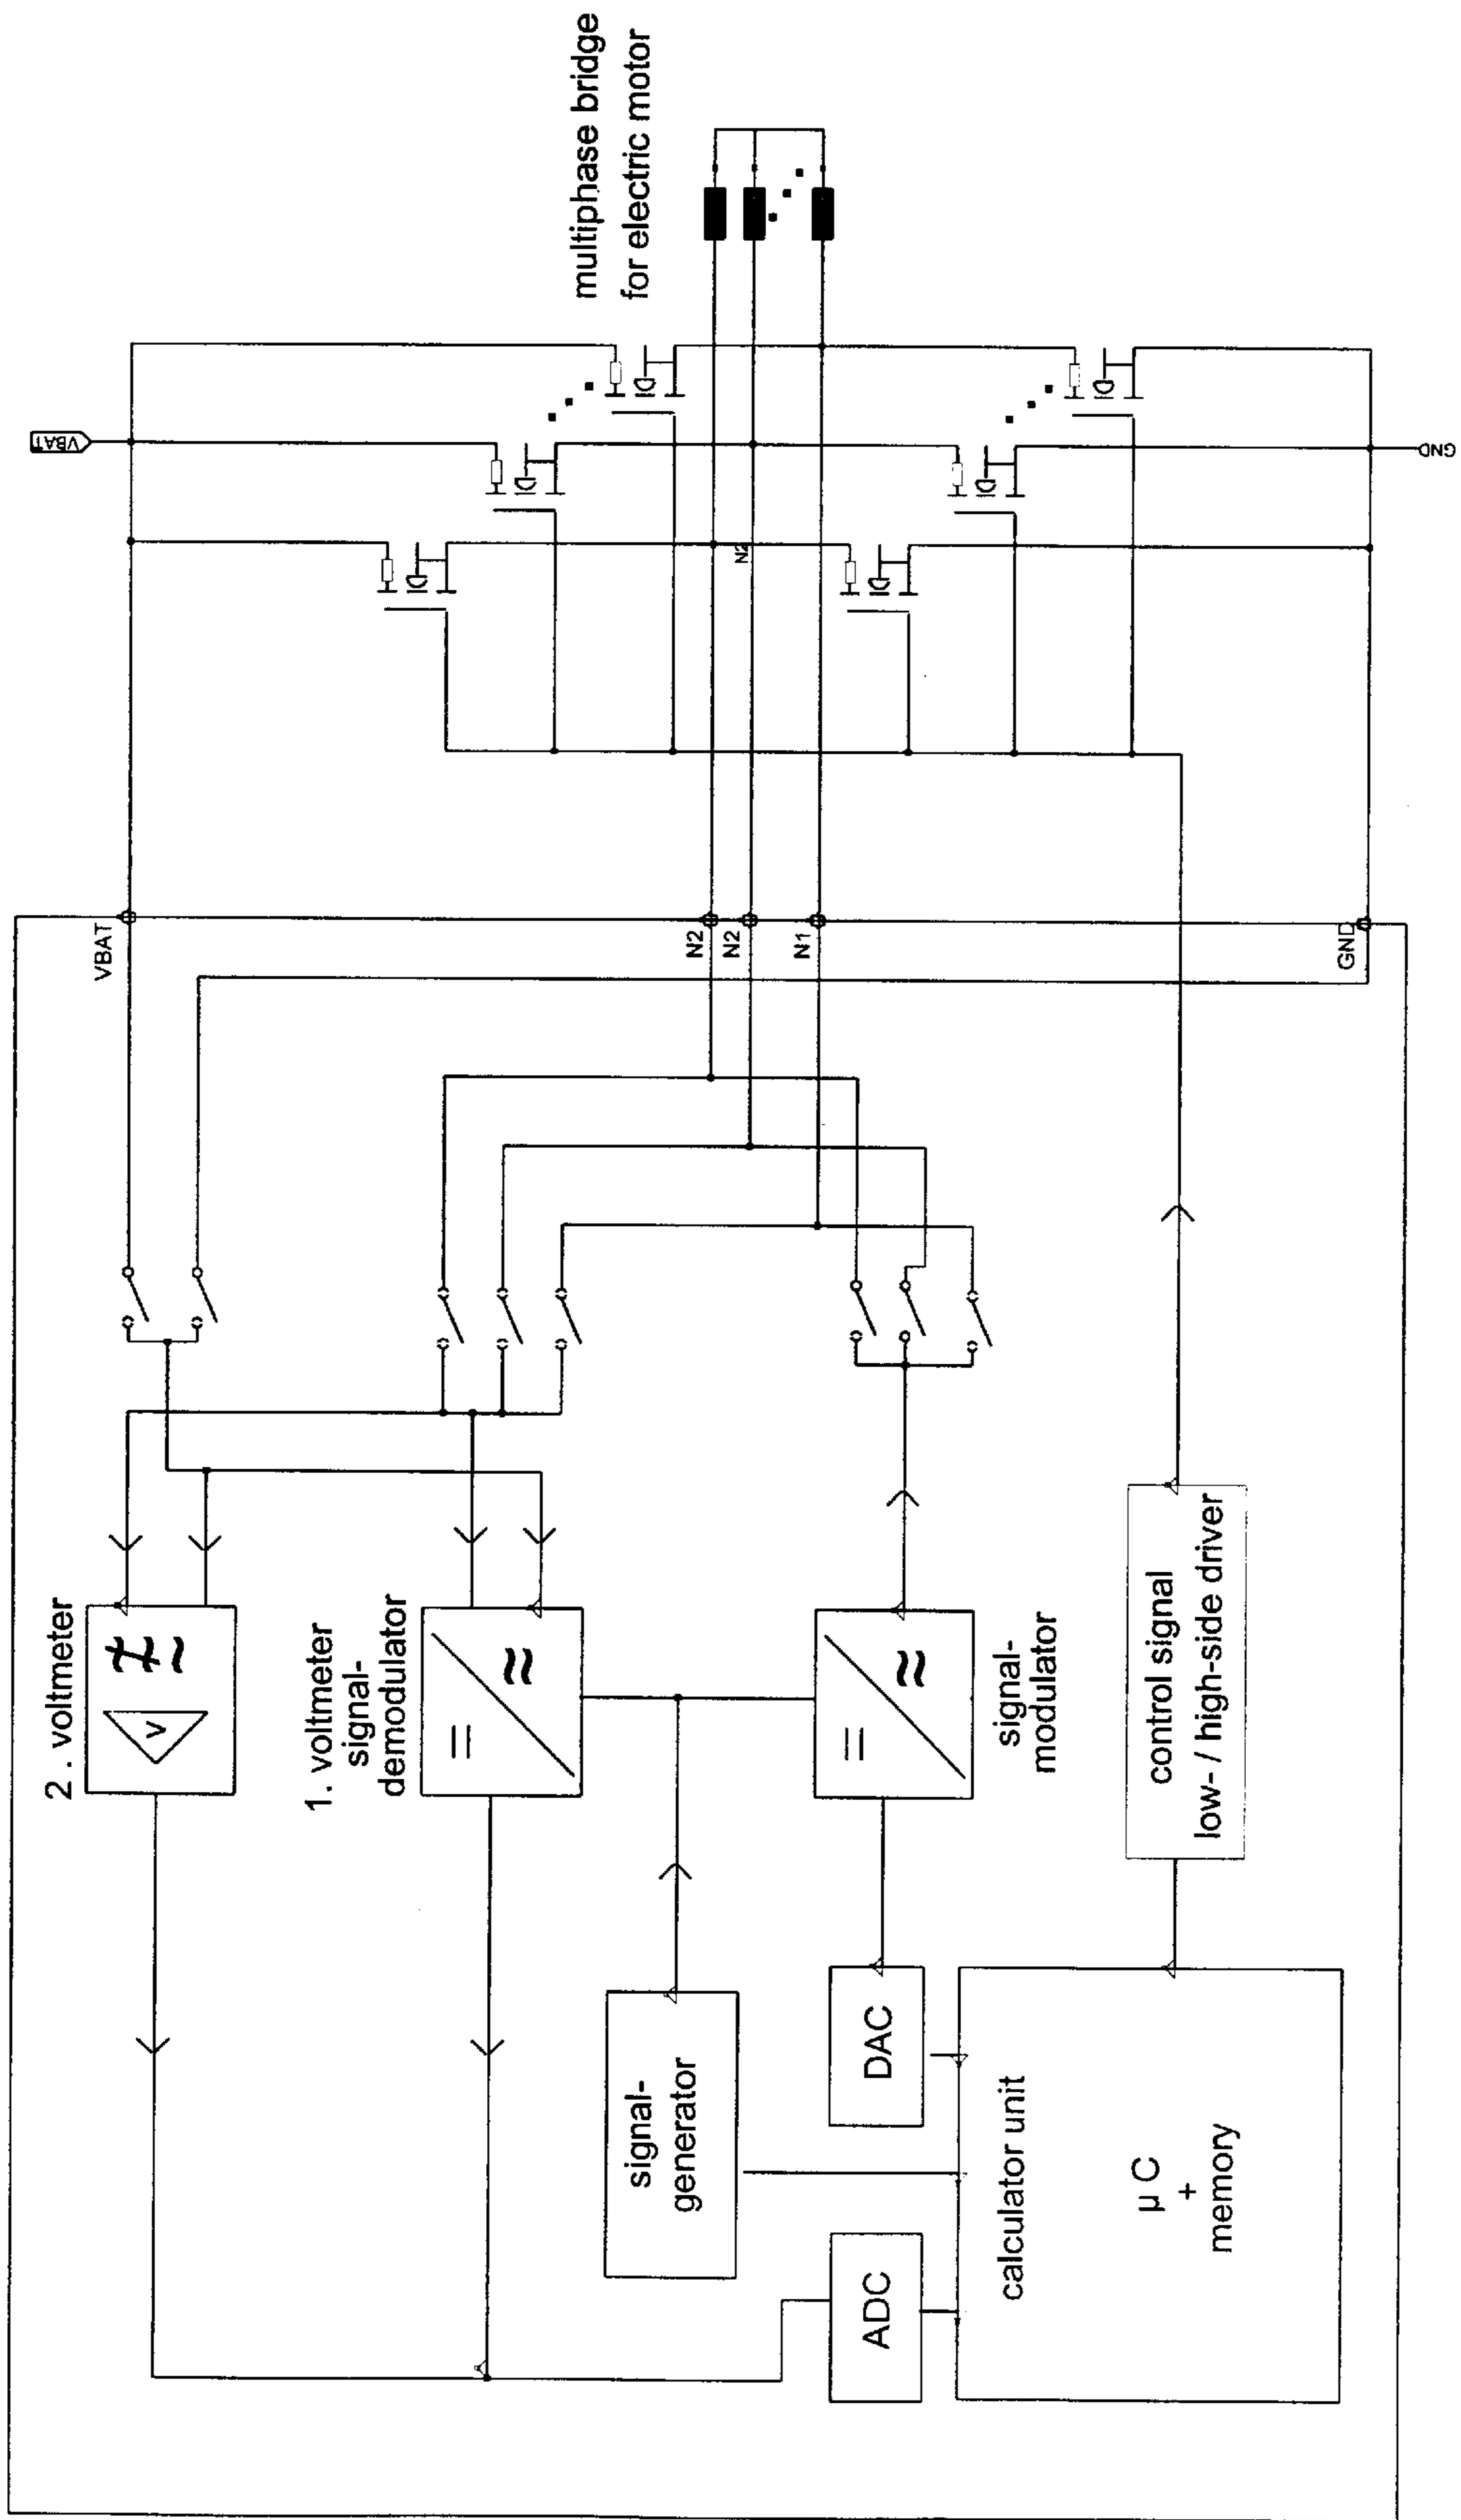 2 . voltmeter
V
1. voltmeter
signal-
demodulator
=
≈
signal-
generator
=
≈
signal-
modulator
ADC
DAC
calculator unit
µ C
+
memory
control signal
low- / high-side driver
VBAT
N2
N2
N1
GND
VBAT
N2
GND
multiphase bridge
for electric motor